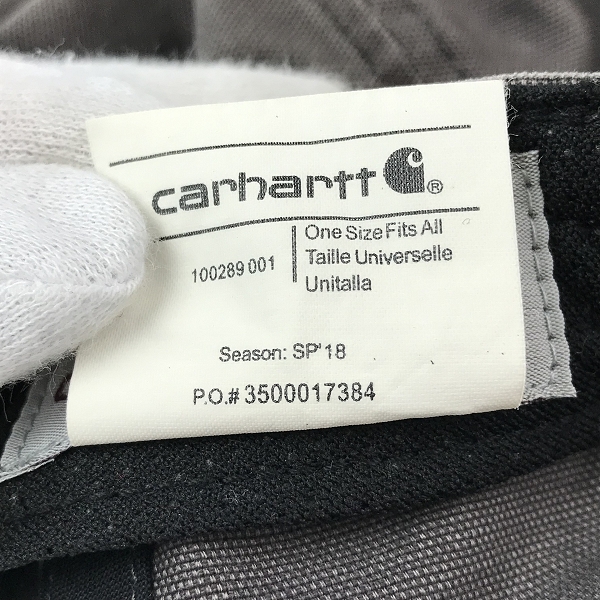 carhartt ®
100289 001
One Size Fits All
Taille Universelle
Unitalla
Season: SP'18
P.O.# 3500017384